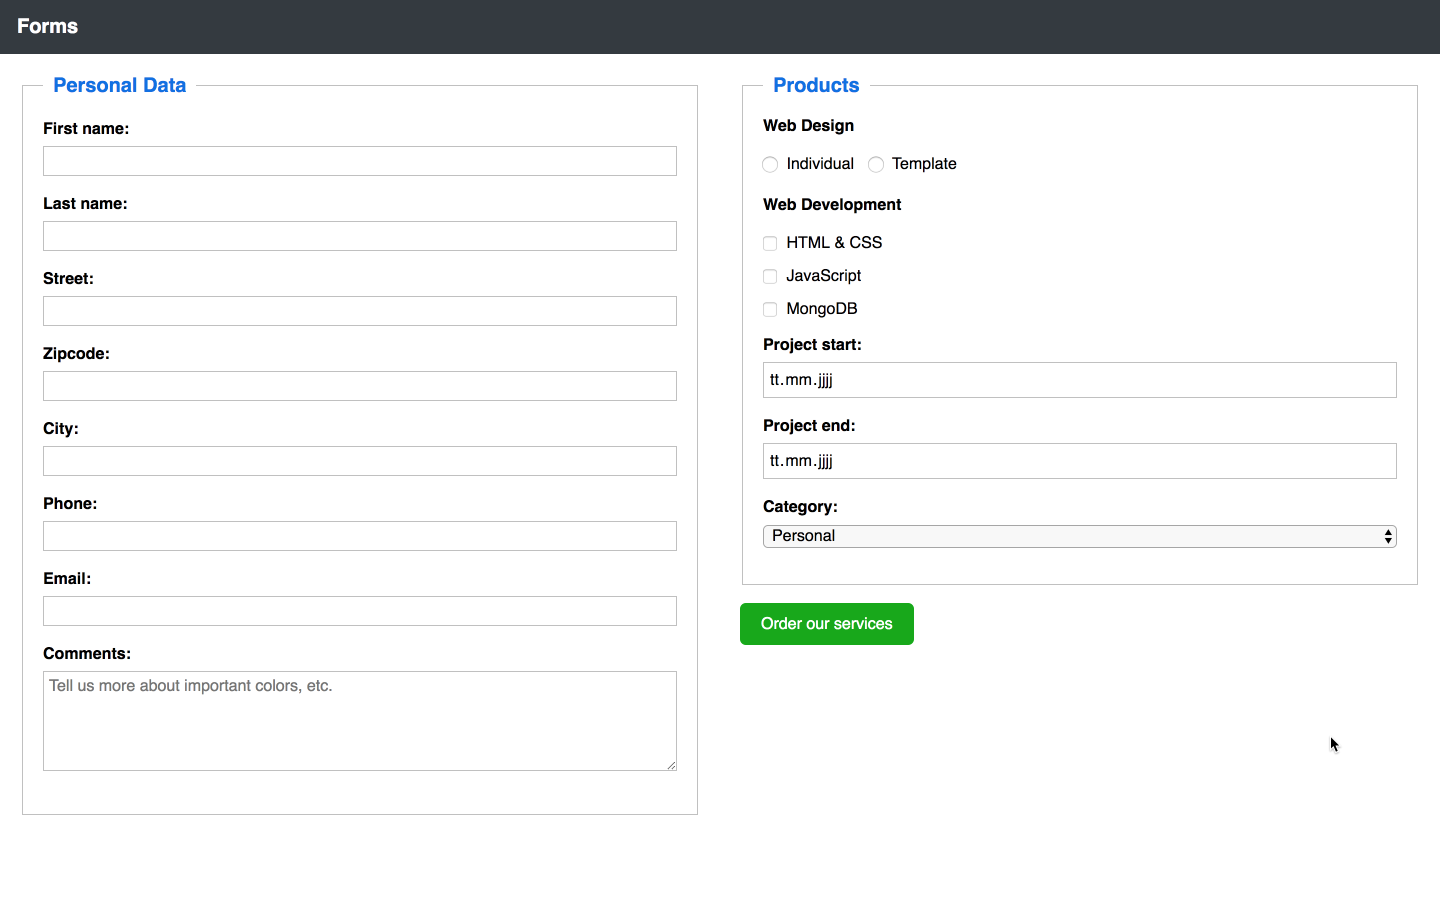 Forms
Personal Data
First name:
Last name:
Street:
Zipcode:
City:
Phone:
Email:
Comments:
Tell us more about important colors, etc.
Products
Web Design
Individual Template
Web Development
HTML & CSS
JavaScript
MongoDB
Project start:
tt.mm.jjjj
Project end:
tt.mm.jjjj
Category:
Personal
Order our services